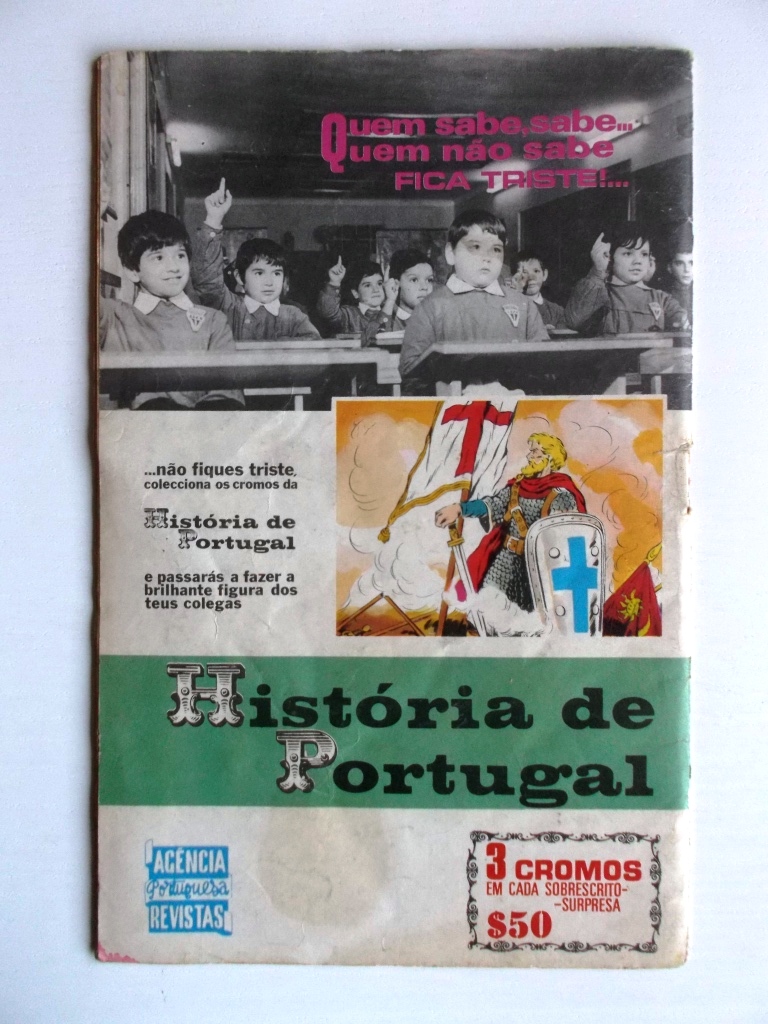 Quem sabe, sabe...
Quem não sabe
FICA TRISTE!...
...não fiques triste,
colecciona os cromos da
História de
Portugal
e passarás a fazer a
brilhante figura dos
teus colegas
História de
Portugal
AGÊNCIA
Portuguesa
REVISTAS
3 CROMOS
EM CADA SOBRESCRITO-
-SURPRESA
$50